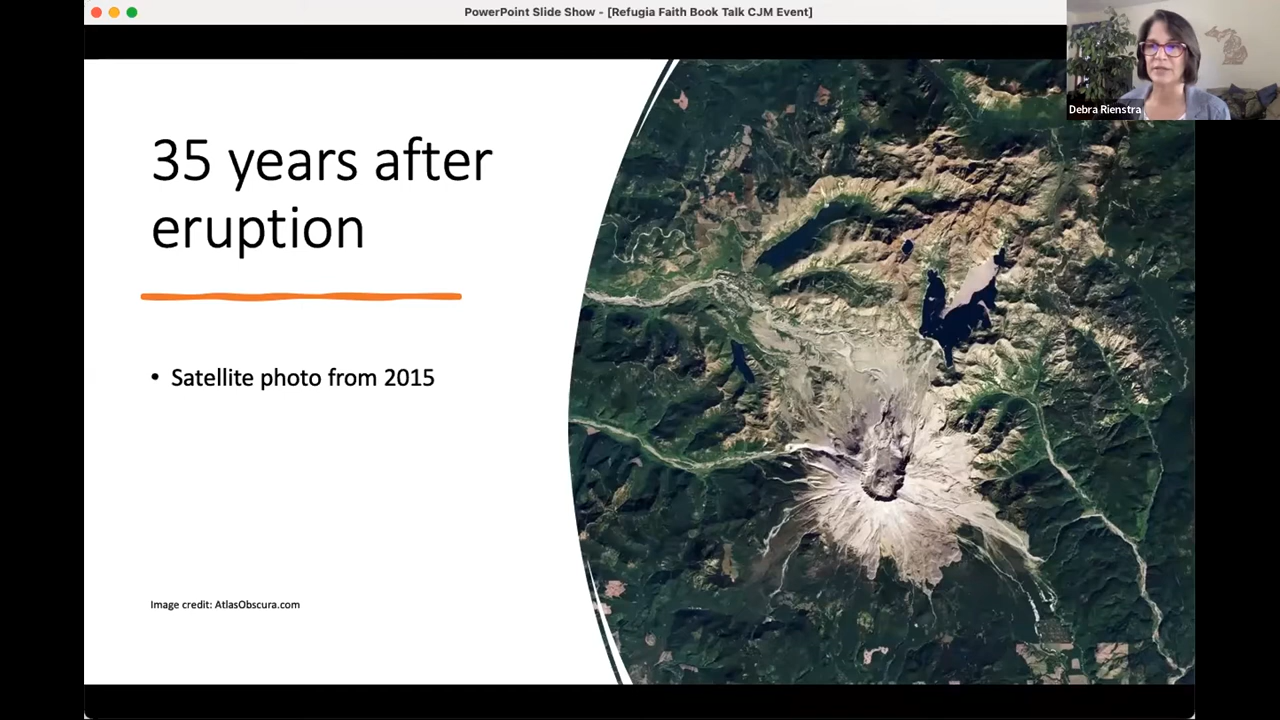 PowerPoint Slide Show - [Refugia Faith Book Talk CJM Event]
Debra Rienstra
35 years after
eruption
• Satellite photo from 2015
Image credit: AtlasObscura.com